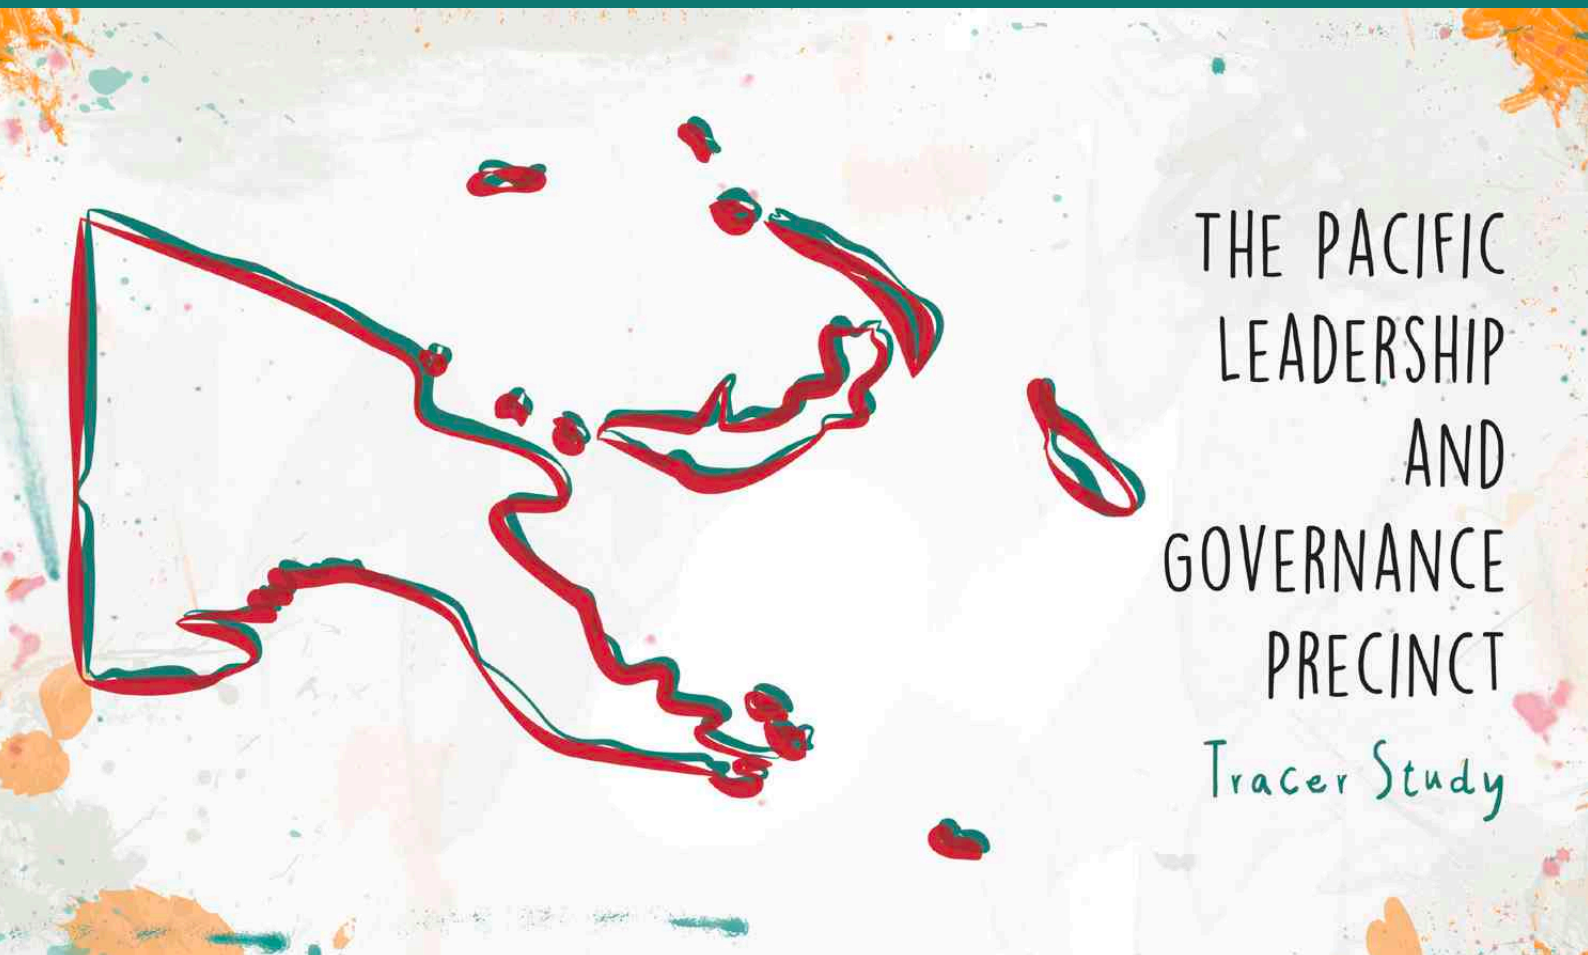 THE PACIFIC
LEADERSHIP
AND
GOVERNANCE
PRECINCT
Tracer Study